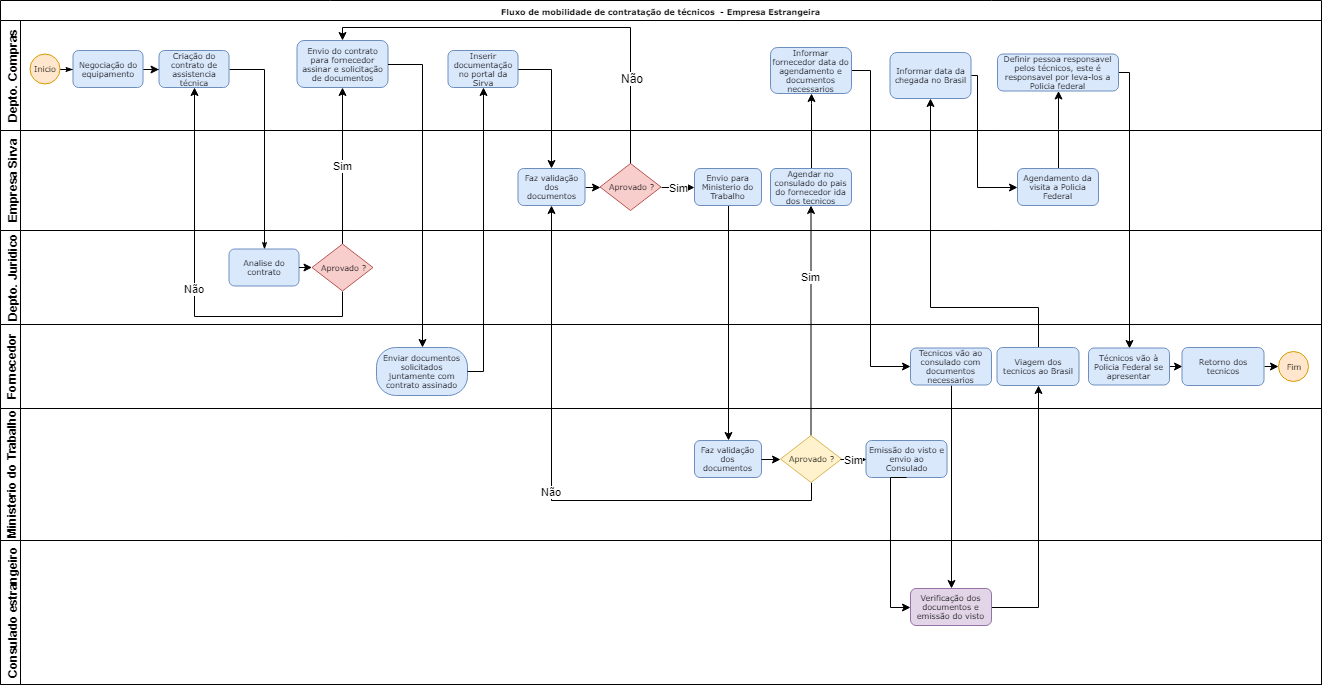 Fluxo de mobilidade de contratação de técnicos - Empresa Estrangeira
Depto. Compras
Inicio
Negociação do
equipamento
Criação do
contrato de
assistencia
técnica
Envio do contrato
para fornecedor
assinar e solicitação
de documentos
Inserir
documentação
no portal da
Sirva
Não
Informar
fornecedor data do
agendamento e
documentos
necessarios
Informar data da
chegada no Brasil
Definir pessoa responsavel
pelos técnicos, este é
responsavel por leva-los a
Policia federal
Empresa Sirva
Sim
Faz validação
dos
documentos
Aprovado ?
Sim
Envio para
Ministerio do
Trabalho
Agendar no
consulado do pais
do fornecedor ida
dos tecnicos
Agendamento da
visita a Policia
Federal
Depto. Juridico
Não
Analise do
contrato
Aprovado ?
Sim
Fornecedor
Enviar documentos
solicitados
juntamente com
contrato assinado
Tecnicos vão ao
consulado com
documentos
necessarios
Viagem dos
tecnicos ao Brasil
Técnicos vão à
Policia Federal se
apresentar
Retorno dos
tecnicos
Fim
Ministerio do Trabalho
Não
Faz validação
dos
documentos
Aprovado ?
Sim
Emissão do visto e
envio ao
Consulado
Consulado estrangeiro
Verificação dos
documentos e
emissão do visto